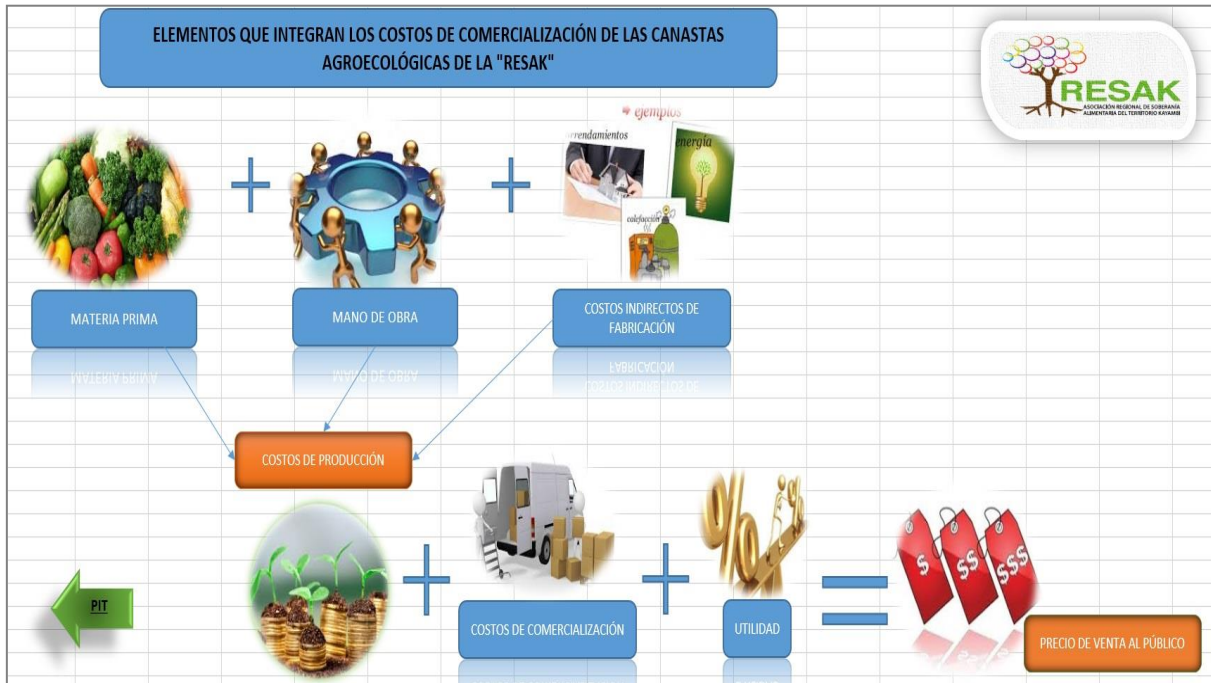 ELEMENTOS QUE INTEGRAN LOS COSTOS DE COMERCIALIZACIÓN DE LAS CANASTAS
AGROECOLÓGICAS DE LA "RESAK"
RESAK
ASOCIACIÓN REGIONAL DE SOBERANÍA
ALIMENTARIA DEL TERRITORIO KAYAMBI
ejemplos
arrendamientos
energía
calefacción
MATERIA PRIMA
MANO DE OBRA
COSTOS INDIRECTOS DE
FABRICACIÓN
COSTOS DE PRODUCCIÓN
%
%
$
$$
$$$
PIT
COSTOS DE COMERCIALIZACIÓN
UTILIDAD
PRECIO DE VENTA AL PÚBLICO